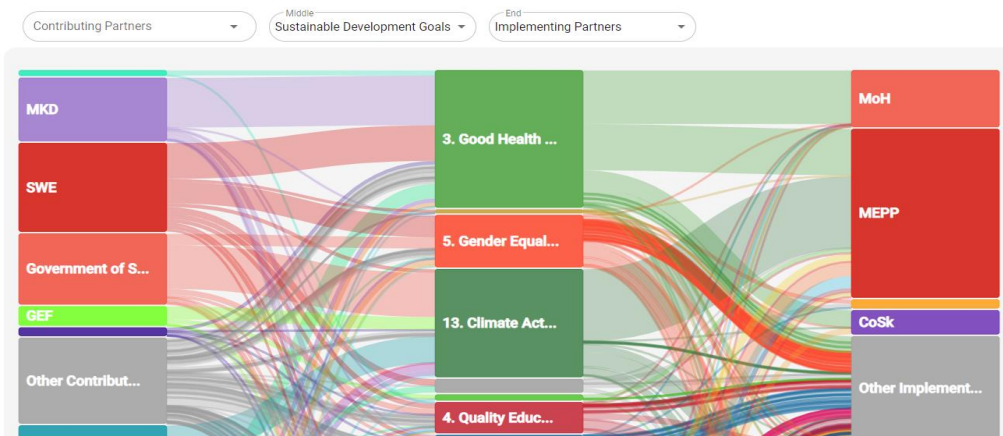 Contributing Partners
Middle
Sustainable Development Goals
End
Implementing Partners
MKD
SWE
Government of S...
GEF
Other Contribut...
3. Good Health ...
5. Gender Equal...
13. Climate Act...
4. Quality Educ...
MoH
MEPP
CoSk
Other Implement...